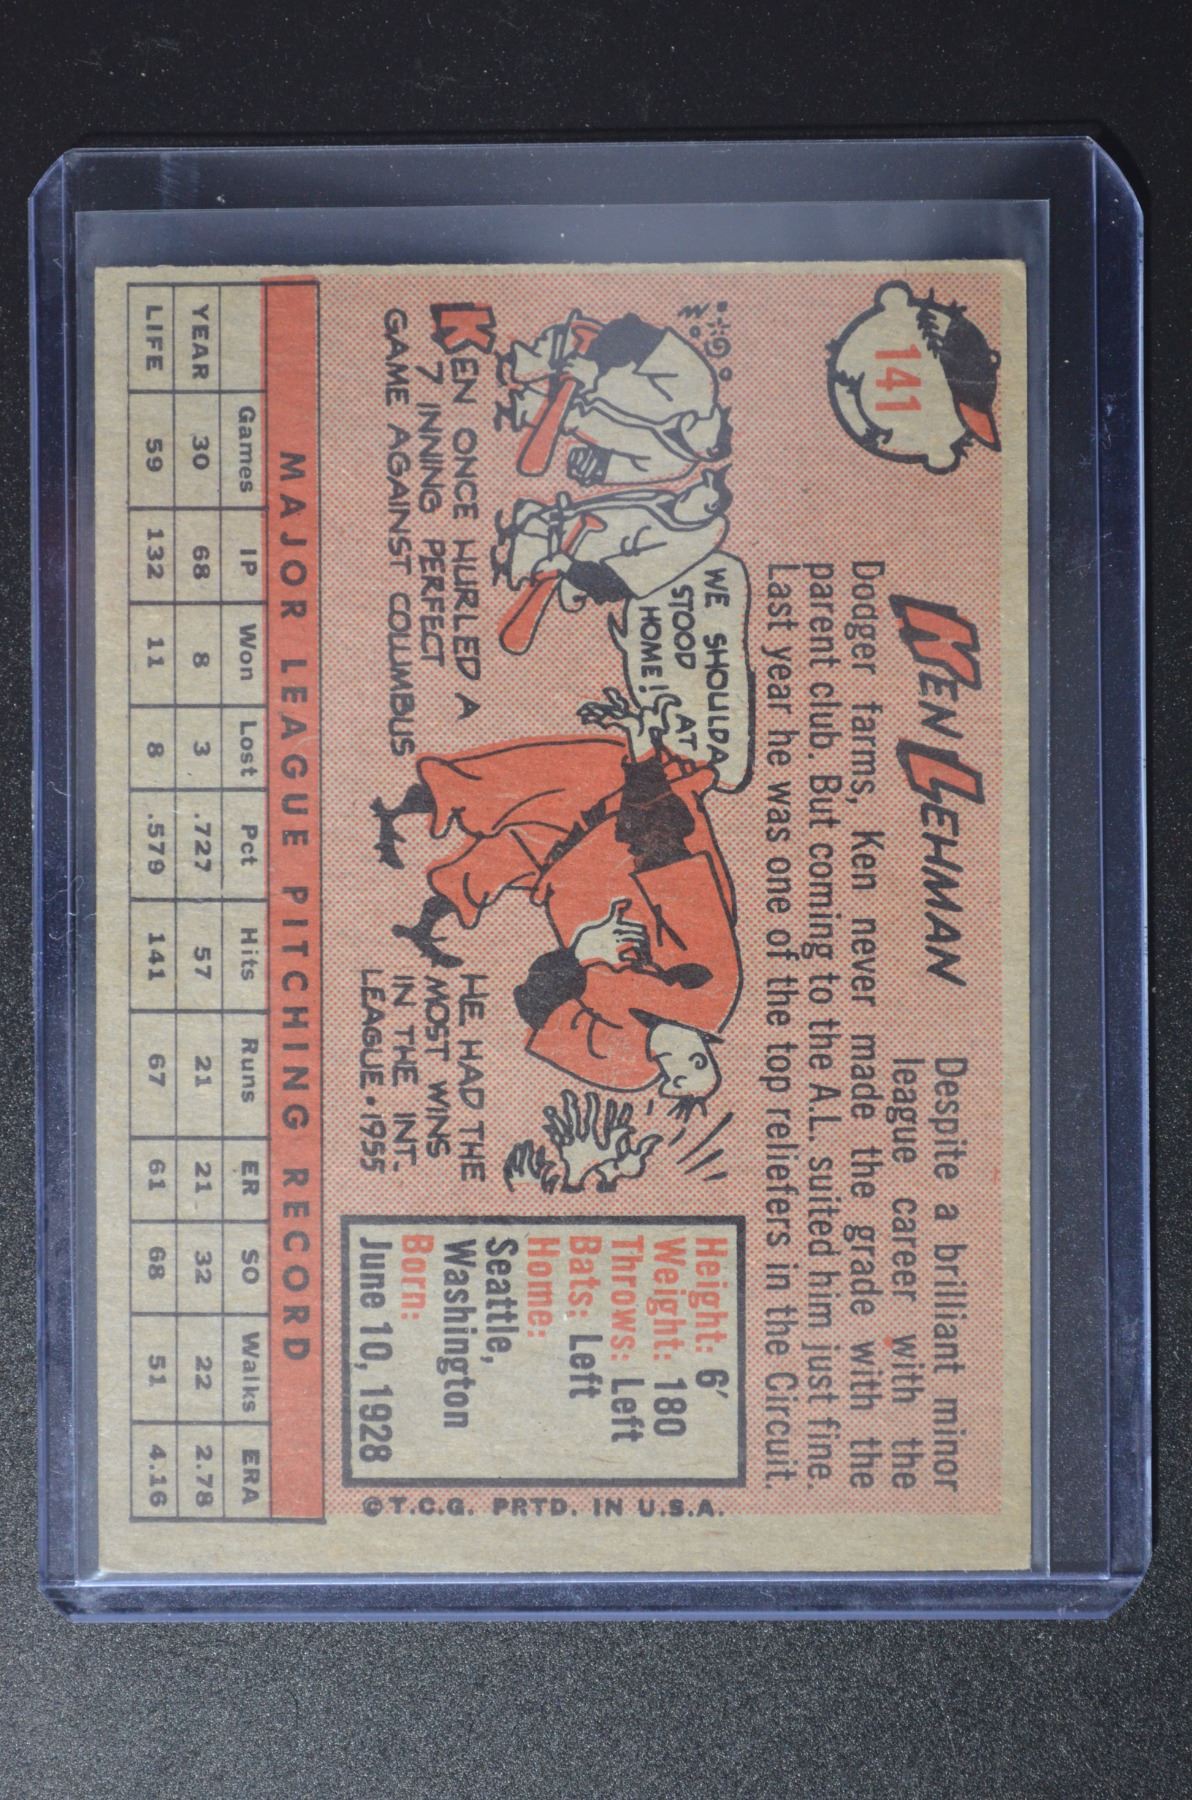 141
KEN LEHMAN
Despite a brilliant minor
league career with the
Dodger farms, Ken never made the grade with the
parent club. But coming to the A.L. suited him just fine.
Last year he was one of the top reliefers in the Circuit.
WE SHOULDA
STOOD AT
HOME!
KEN ONCE HURLED A
7 INNING PERFECT
GAME AGAINST COLUMBUS
HE HAD THE
MOST WINS
IN THE INT.
LEAGUE • 1955
Height: 6'
Weight: 180
Throws: Left
Bats: Left
Home:
Seattle,
Washington
Born:
June 10, 1928
©T.C.G. PRTD. IN U.S.A.
MAJOR LEAGUE PITCHING RECORD
Games IP Won Lost Pct Hits Runs ER SO Walks ERA
YEAR 30 68 8 3 .727 57 21 21 32 22 2.78
LIFE 59 132 11 8 .579 141 67 61 68 51 4.16